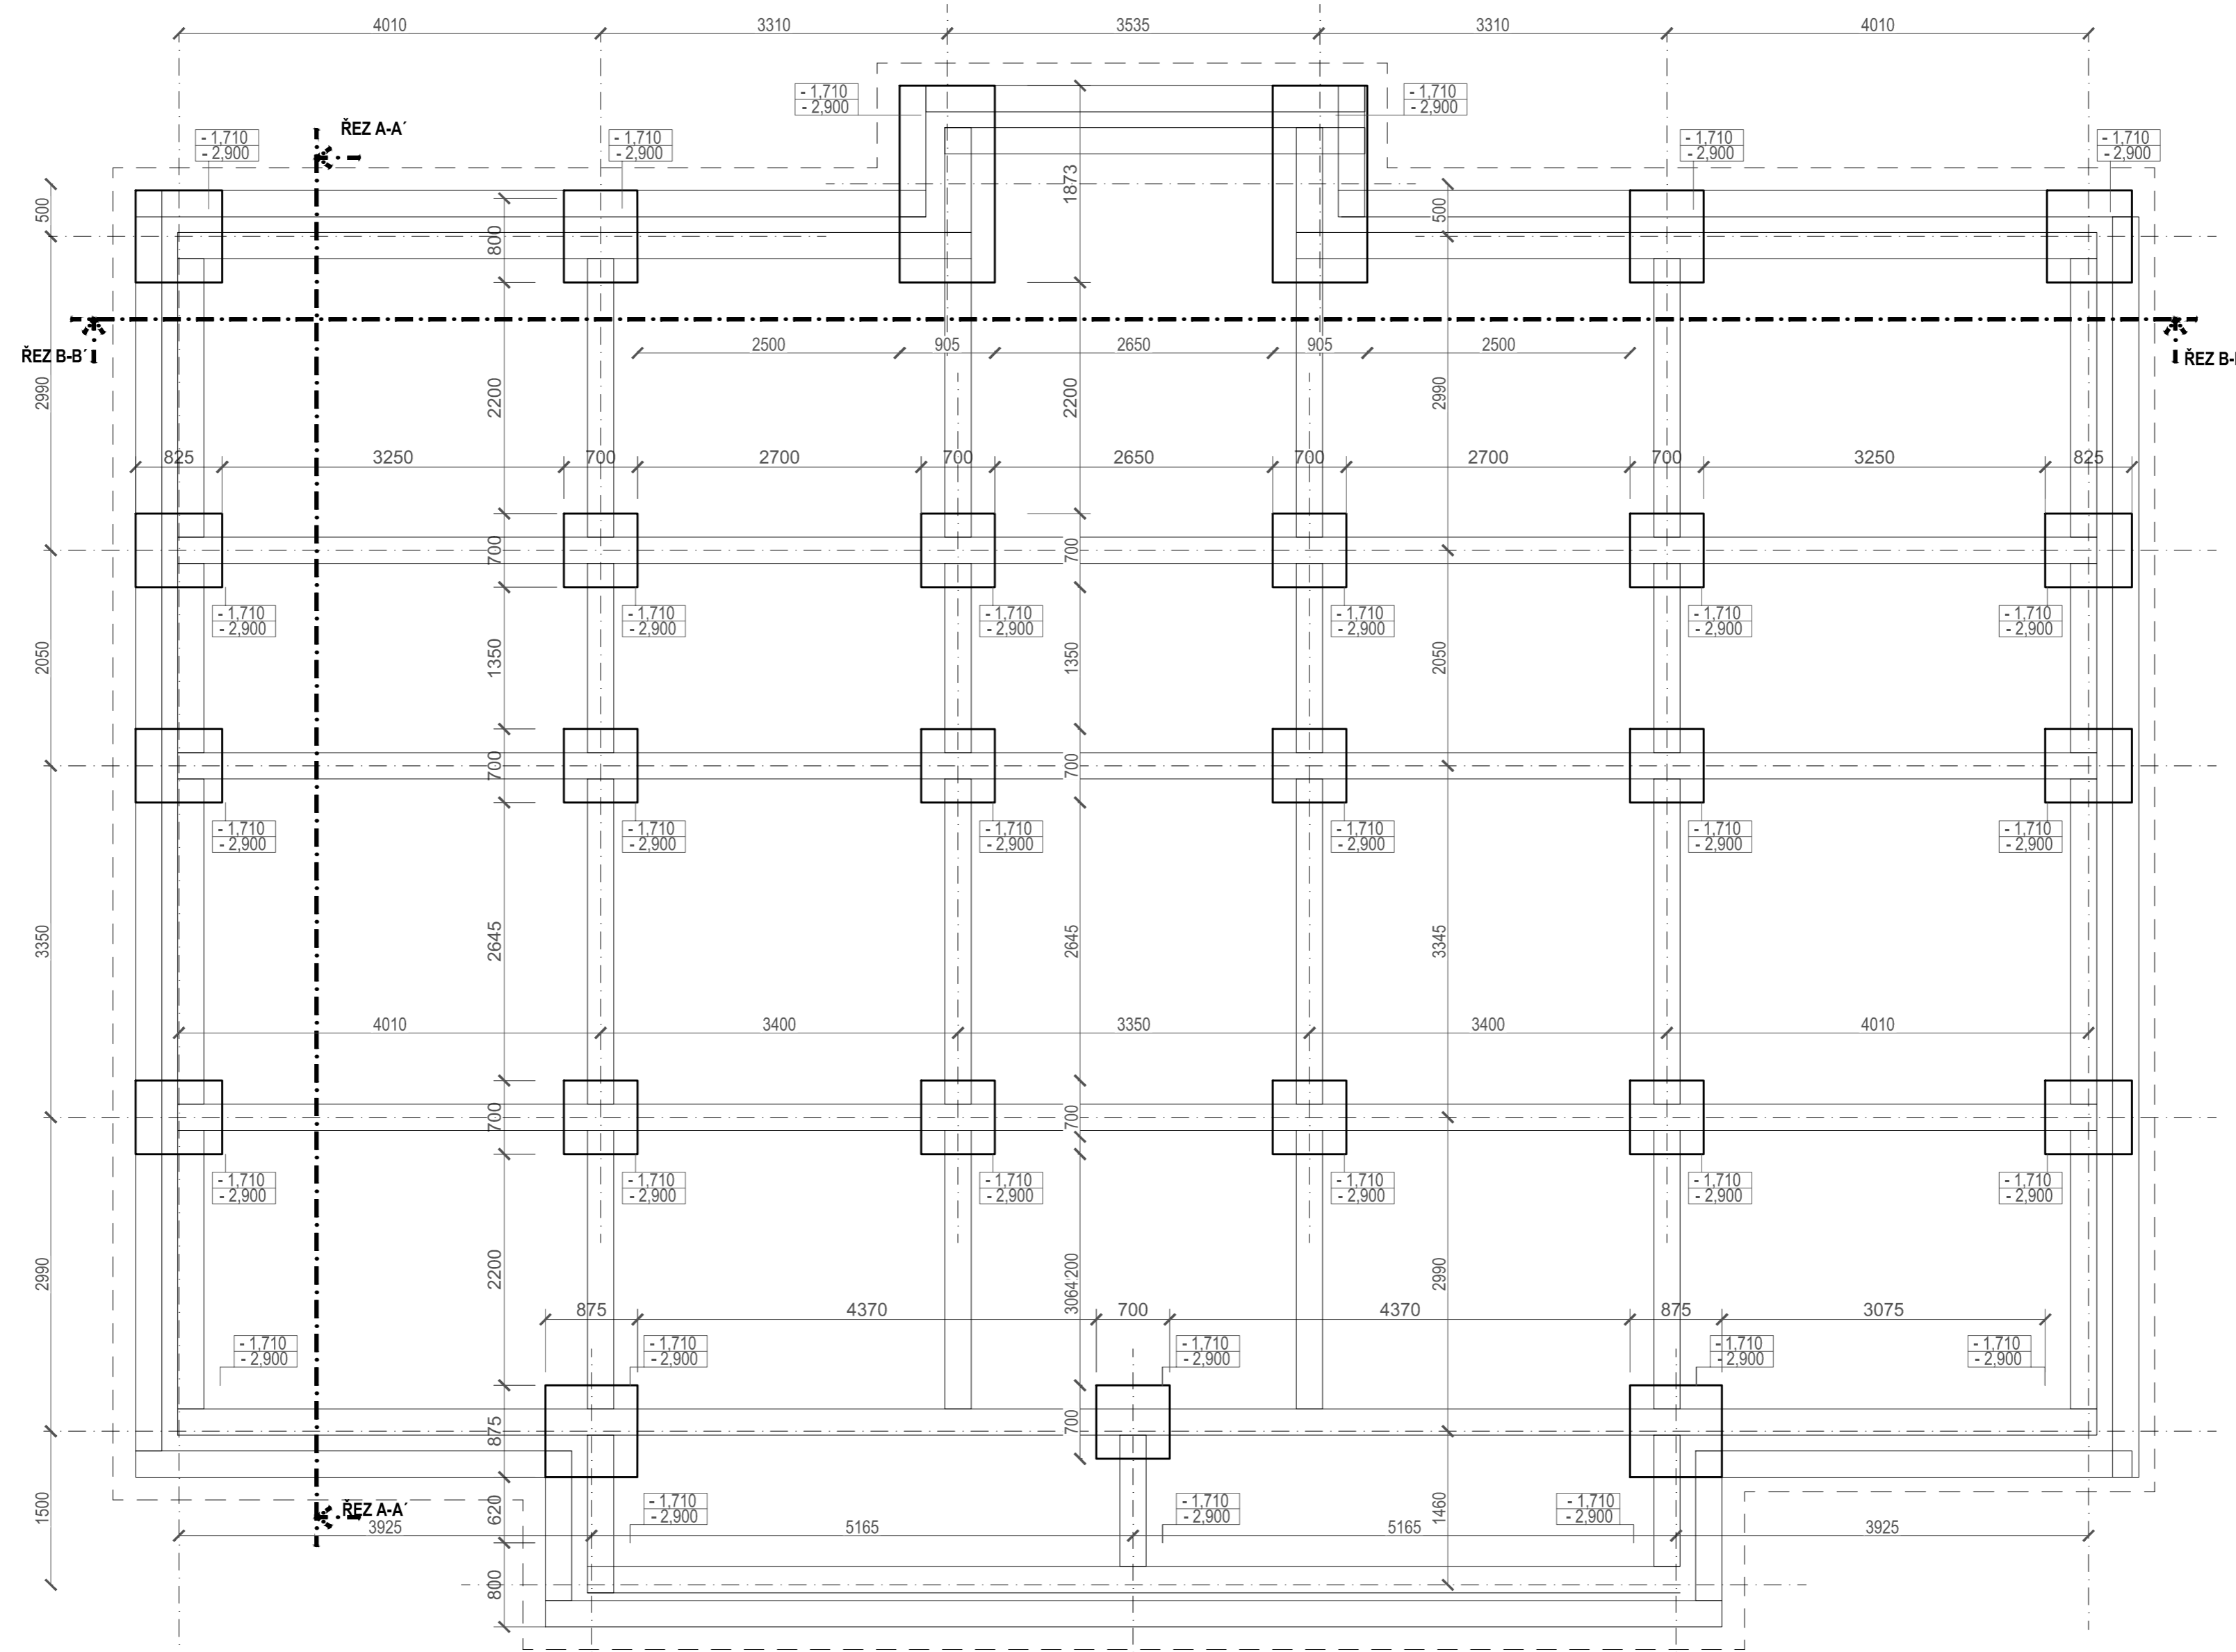 4010 3310 3535 3310 4010
- 1,710 - 1,710
- 2,900 - 2,900
ŘEZ A-A´
- 1,710 - 1,710 - 1,710 - 1,710
- 2,900 - 2,900 - 2,900 - 2,900
500 800 1873 500
ŘEZ B-B´ ŘEZ B-
2500 905 2650 905 2500
2990 2200 2200 2990
825 3250 700 2700 700 2650 700 2700 700 3250 825
700 700
- 1,710 - 1,710 - 1,710 - 1,710 - 1,710 - 1,710
- 2,900 - 2,900 - 2,900 - 2,900 - 2,900 - 2,900
2050 1350 1350 2050
700 700
- 1,710 - 1,710 - 1,710 - 1,710 - 1,710 - 1,710
- 2,900 - 2,900 - 2,900 - 2,900 - 2,900 - 2,900
3350 2645 2645 3345
4010 3400 3350 3400 4010
700 700
- 1,710 - 1,710 - 1,710 - 1,710 - 1,710 - 1,710
- 2,900 - 2,900 - 2,900 - 2,900 - 2,900 - 2,900
2990 2200 3064 200 2990
875 4370 700 4370 875 3075
- 1,710 - 1,710 - 1,710 - 1,710 - 1,710
- 2,900 - 2,900 - 2,900 - 2,900 - 2,900
875 700
- 1,710 - 1,710 - 1,710
- 2,900 - 2,900 - 2,900
1500 620 1460
ŘEZ A-A´
3925 5165 5165 3925
800